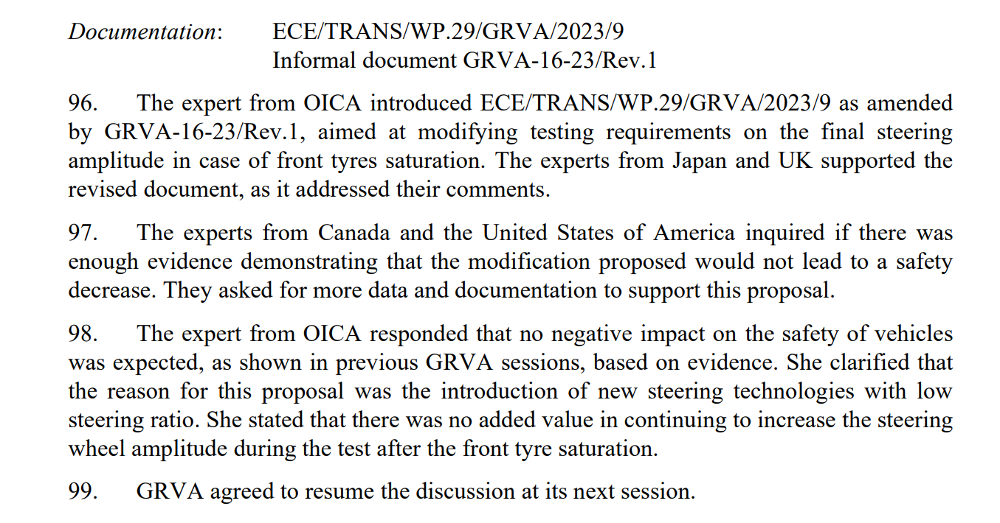 Documentation: ECE/TRANS/WP.29/GRVA/2023/9
Informal document GRVA-16-23/Rev.1
96. The expert from OICA introduced ECE/TRANS/WP.29/GRVA/2023/9 as amended
by GRVA-16-23/Rev.1, aimed at modifying testing requirements on the final steering
amplitude in case of front tyres saturation. The experts from Japan and UK supported the
revised document, as it addressed their comments.
97. The experts from Canada and the United States of America inquired if there was
enough evidence demonstrating that the modification proposed would not lead to a safety
decrease. They asked for more data and documentation to support this proposal.
98. The expert from OICA responded that no negative impact on the safety of vehicles
was expected, as shown in previous GRVA sessions, based on evidence. She clarified that
the reason for this proposal was the introduction of new steering technologies with low
steering ratio. She stated that there was no added value in continuing to increase the steering
wheel amplitude during the test after the front tyre saturation.
99. GRVA agreed to resume the discussion at its next session.